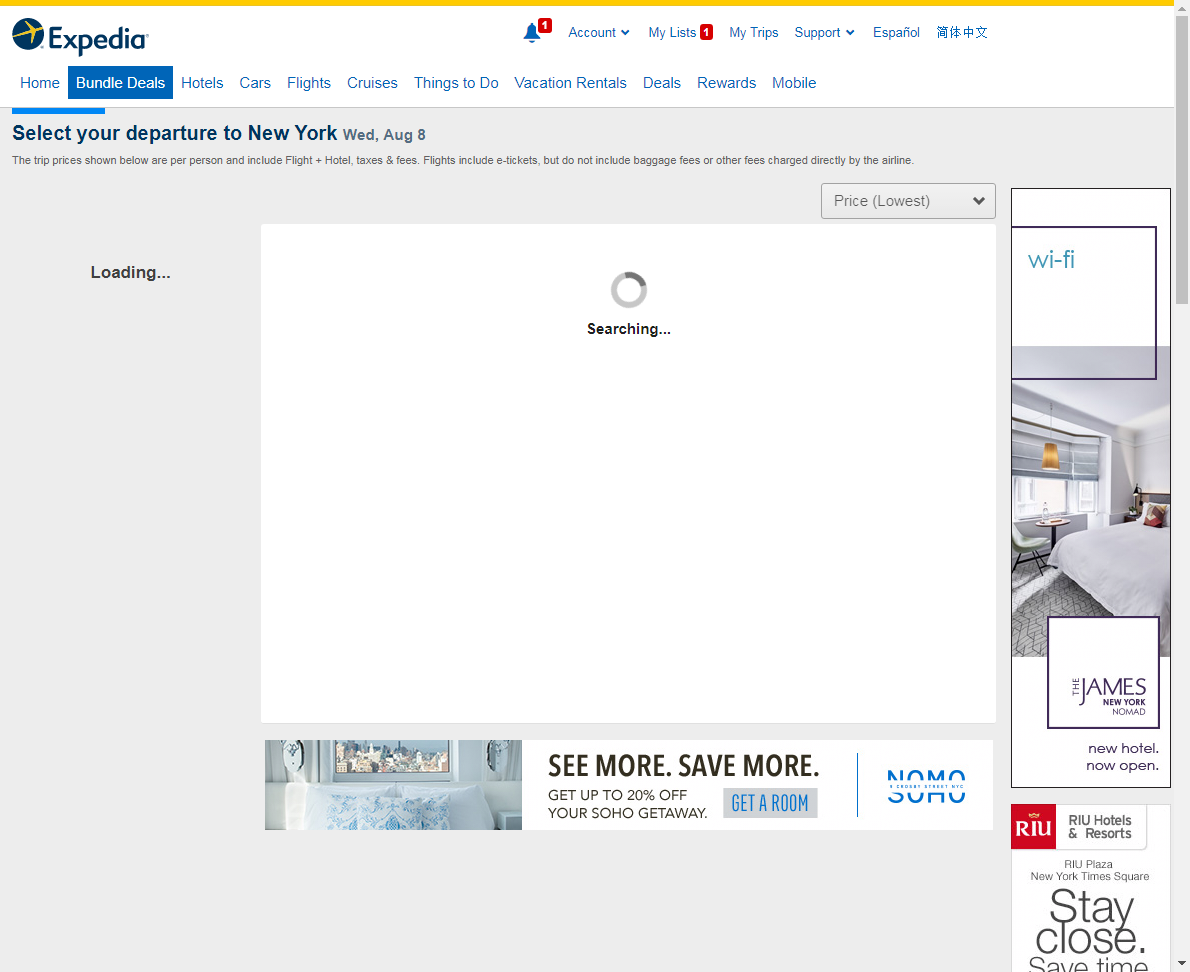 Expedia
1
Account
My Lists 1
My Trips
Support
Español
简体中文
Home
Bundle Deals
Hotels
Cars
Flights
Cruises
Things to Do
Vacation Rentals
Deals
Rewards
Mobile
Select your departure to New York Wed, Aug 8
The trip prices shown below are per person and include Flight + Hotel, taxes & fees. Flights include e-tickets, but do not include baggage fees or other fees charged directly by the airline.
Price (Lowest)
Loading...
Searching...
wi-fi
THE JAMES
NEW YORK
NOMAD
new hotel.
now open.
SEE MORE. SAVE MORE.
GET UP TO 20% OFF
YOUR SOHO GETAWAY.
GET A ROOM
NOMO
9 CROSBY STREET NYC
SOHO
RIU
RIU Hotels
& Resorts
RIU Plaza
New York Times Square
Stay
close.
Save time